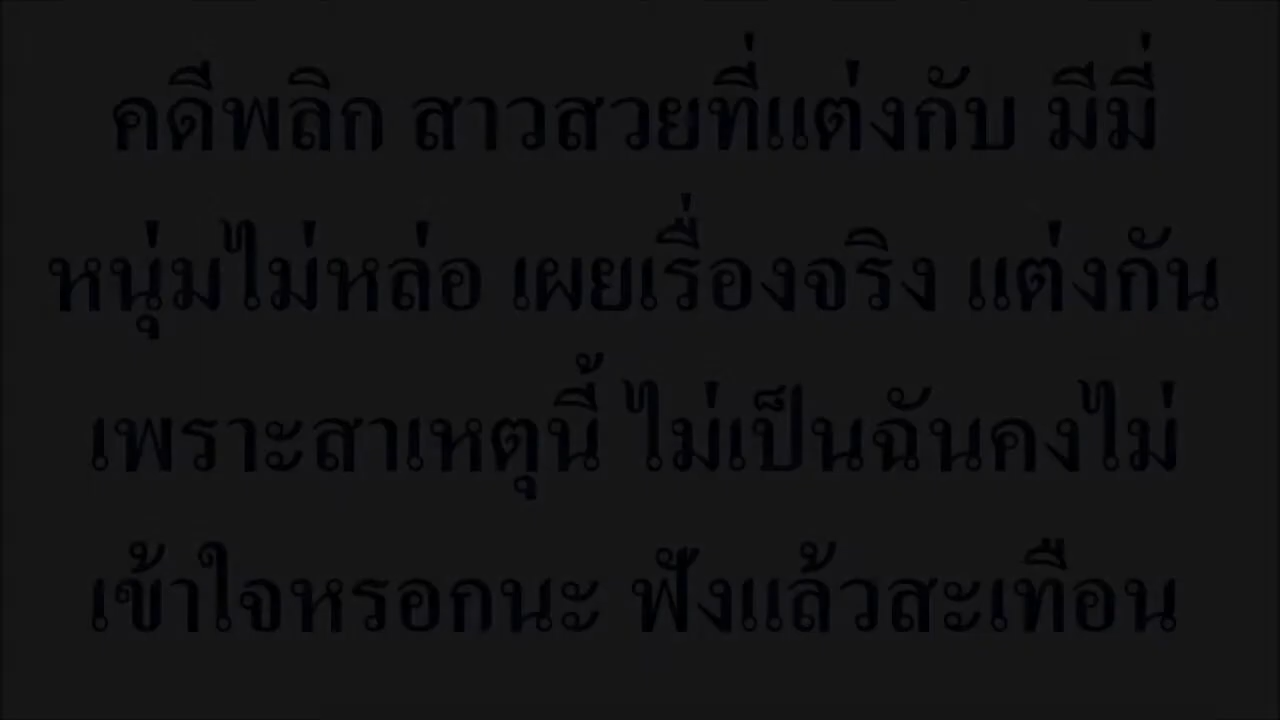 คดีพลิก สาวสวยที่แต่งกับ มีมี่
หนุ่มไม่หล่อ เผยเรื่องจริง แต่งกัน
เพราะสาเหตุนี้ ไม่เป็นฉันคงไม่
เข้าใจหรอกนะ ฟังแล้วสะเทือน